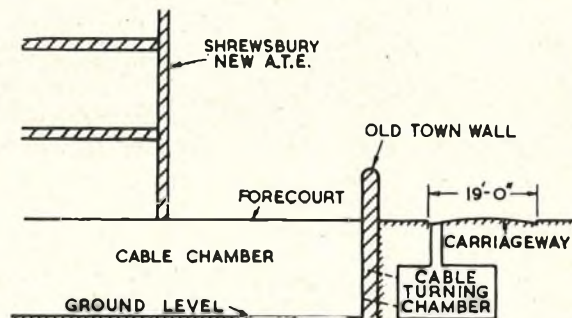 SHREWSBURY
NEW A.T.E.
OLD TOWN WALL
FORECOURT
19'-0"
CARRIAGEWAY
CABLE CHAMBER
CABLE
TURNING
CHAMBER
GROUND LEVEL